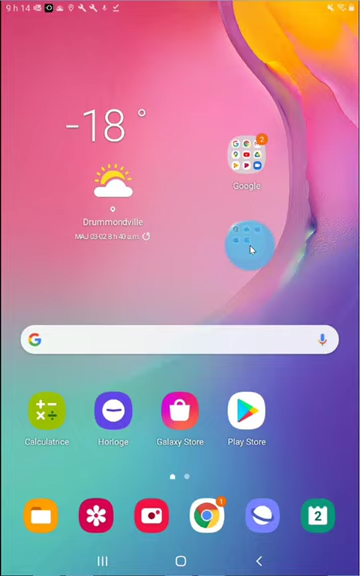 9 h 14
-18°
2
Google
Drummondville
MAJ 03-02 8 h 40 a.m.
Calculatrice
Horloge
Galaxy Store
Play Store
1
2